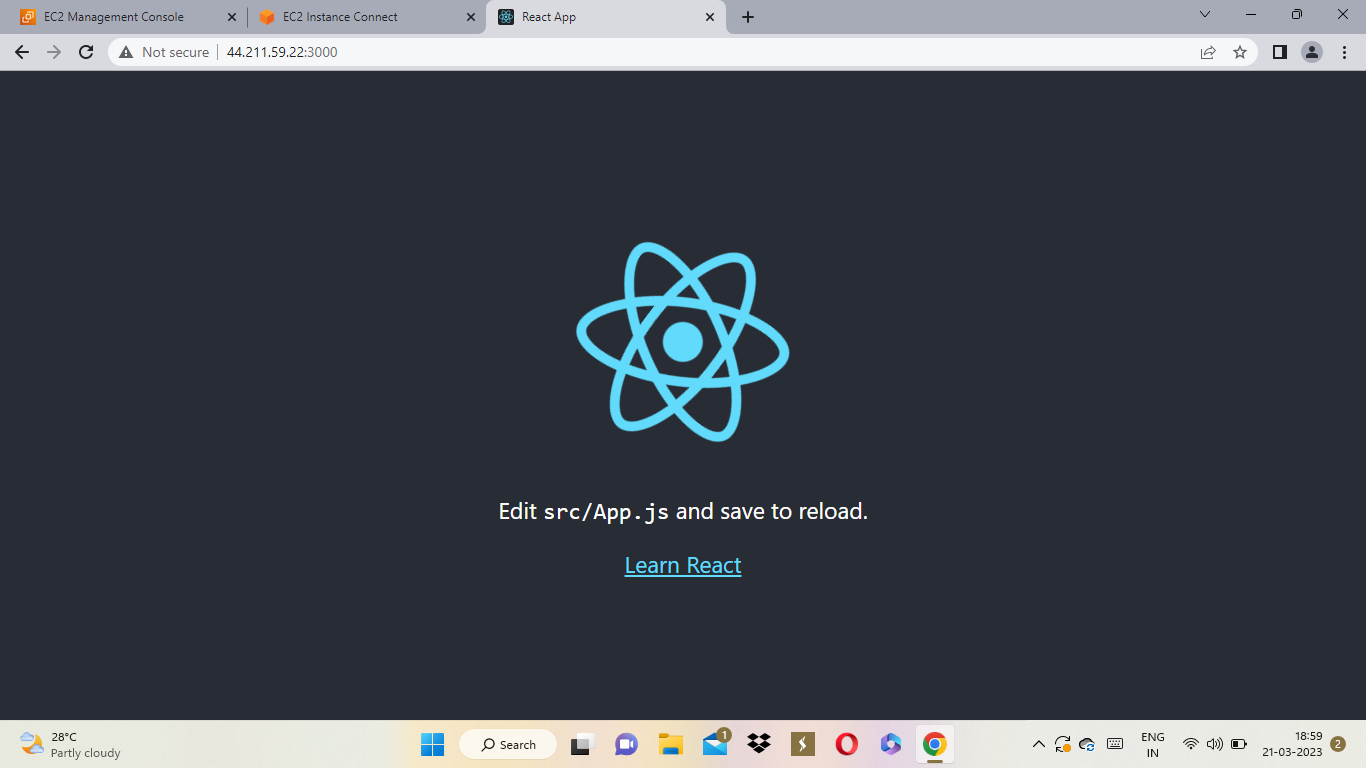 EC2 Management Console
EC2 Instance Connect
React App
Not secure
44.211.59.22:3000
Edit src/App.js and save to reload.
Learn React
28°C
Partly cloudy
Search
1
ENG
IN
18:59
21-03-2023
2